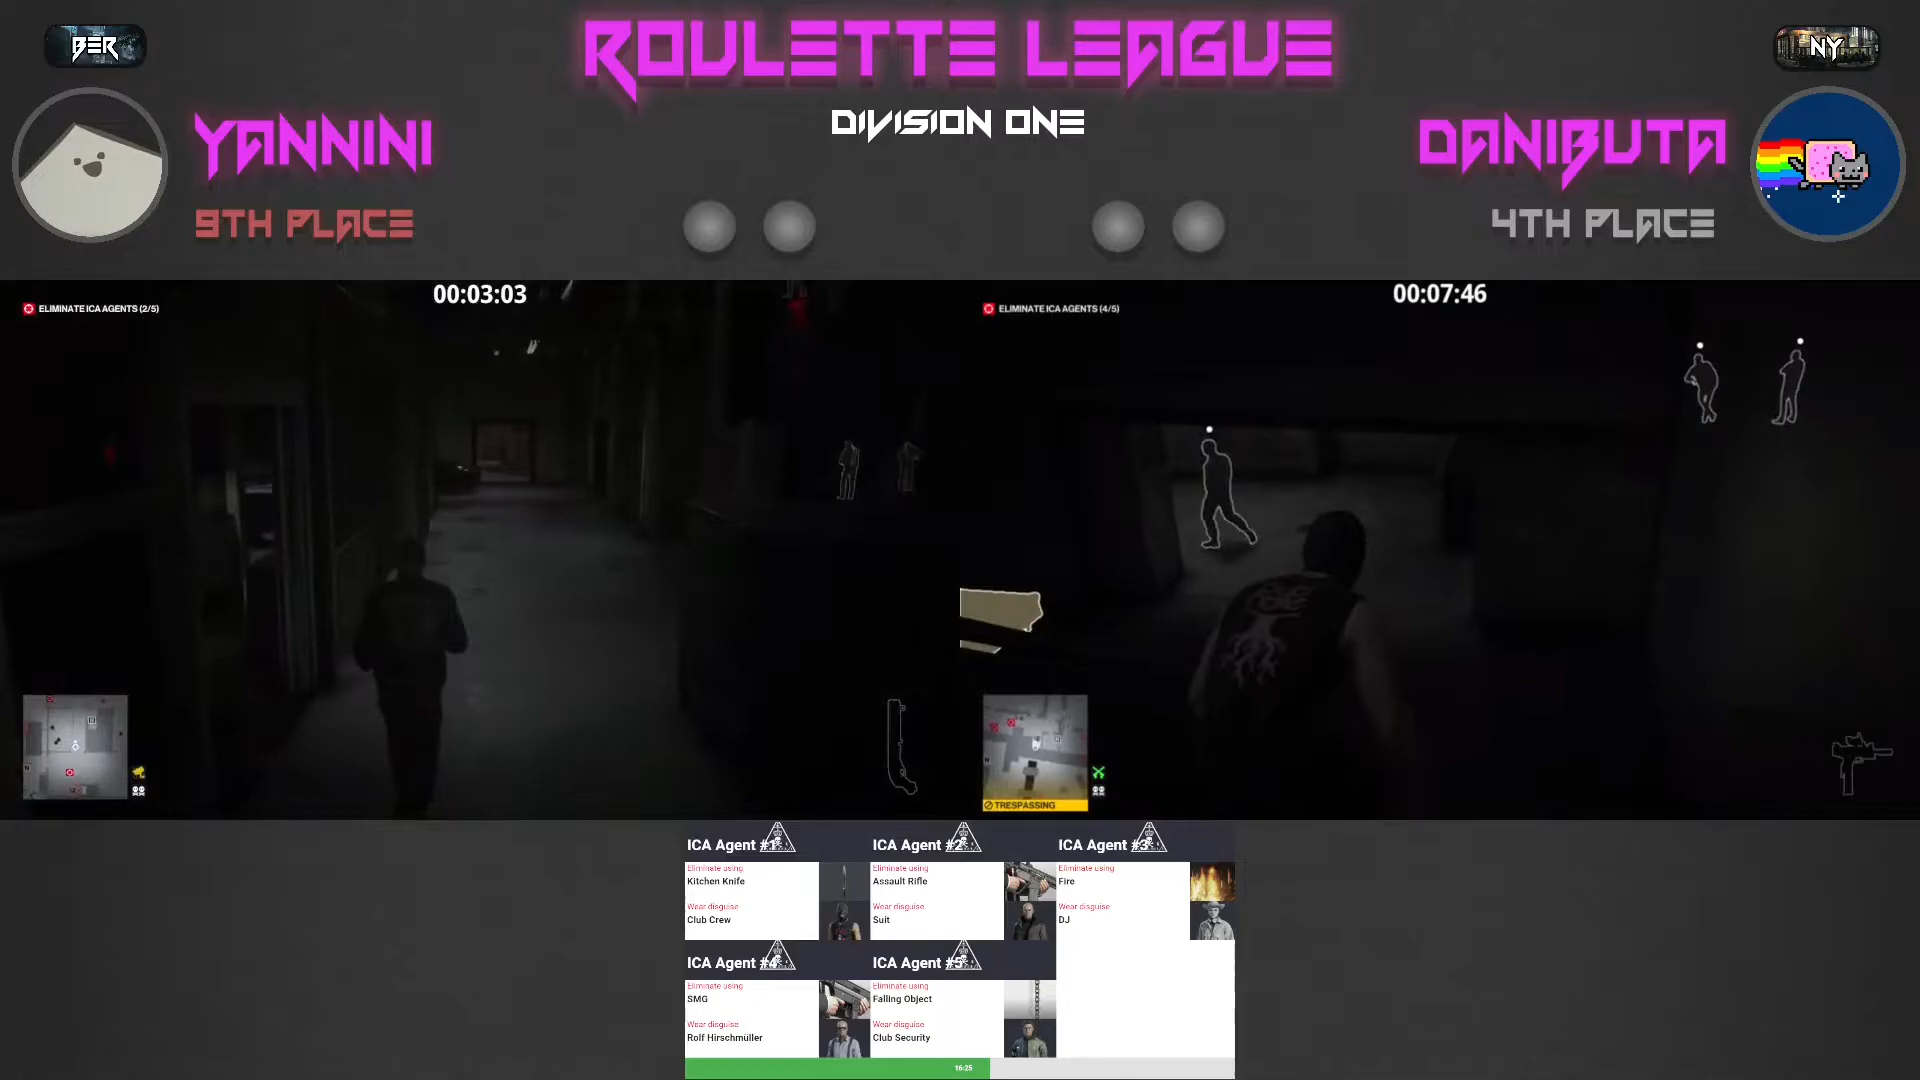 BER
ROULETTE LEAGUE
NY
DIVISION ONE
YANNINI
DANIBUTA
9TH PLACE
4TH PLACE
00:03:03
00:07:46
ELIMINATE ICA AGENTS (2/5)
ELIMINATE ICA AGENTS (4/5)
N
N
TRESPASSING
ICA Agent #1
ICA Agent #2
ICA Agent #3
Eliminate using
Eliminate using
Eliminate using
Kitchen Knife
Assault Rifle
Fire
Wear disguise
Wear disguise
Wear disguise
Club Crew
Suit
DJ
ICA Agent #4
ICA Agent #5
Eliminate using
Eliminate using
SMG
Falling Object
Wear disguise
Wear disguise
Rolf Hirschmüller
Club Security
16:25